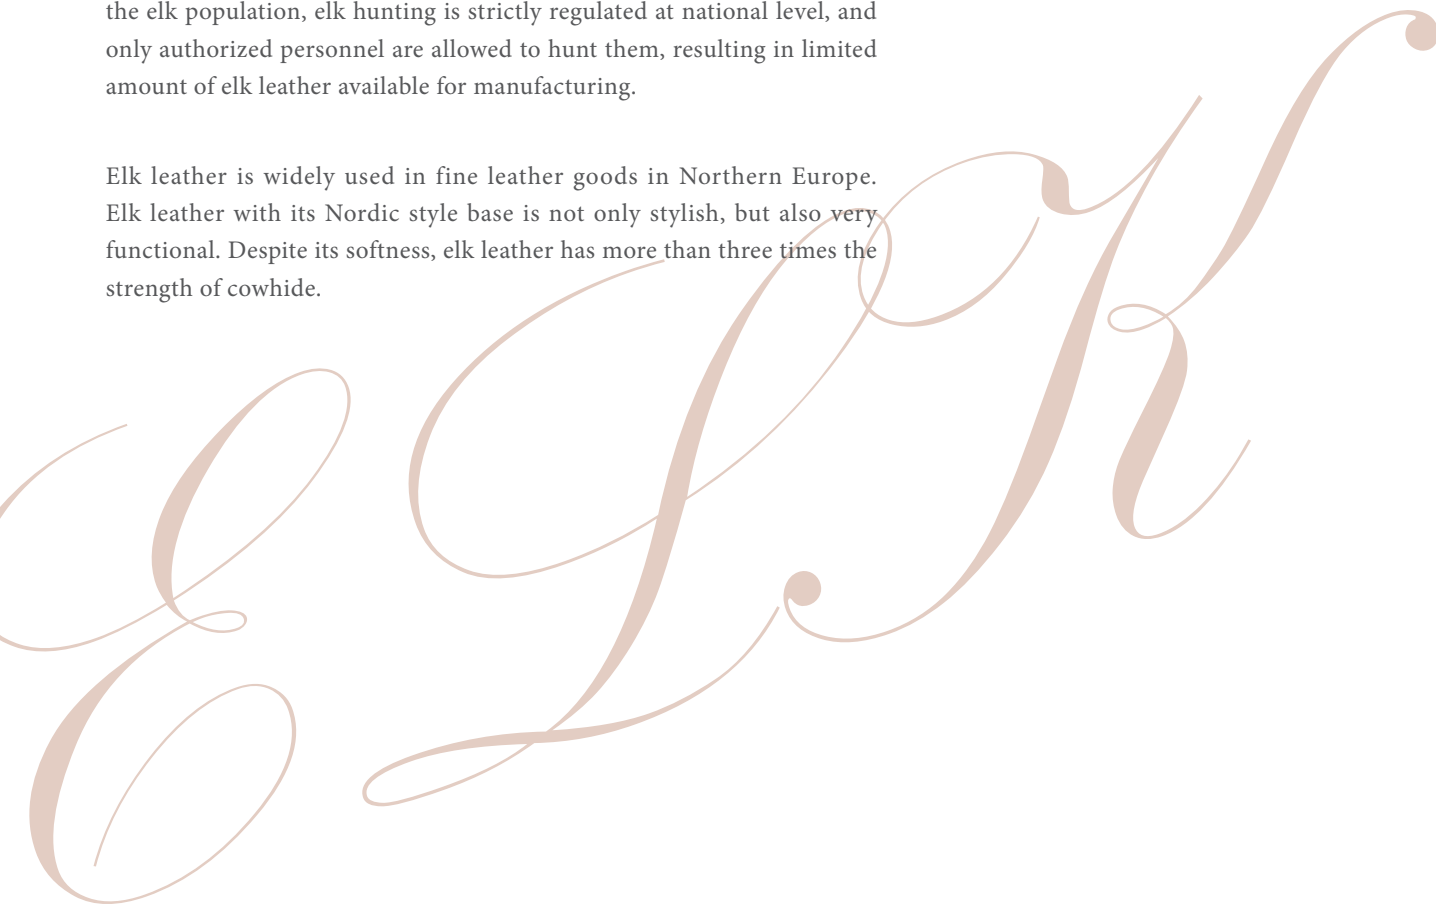 the elk population, elk hunting is strictly regulated at national level, and
only authorized personnel are allowed to hunt them, resulting in limited
amount of elk leather available for manufacturing.
Elk leather is widely used in fine leather goods in Northern Europe.
Elk leather with its Nordic style base is not only stylish, but also very
functional. Despite its softness, elk leather has more than three times the
strength of cowhide.
ELK